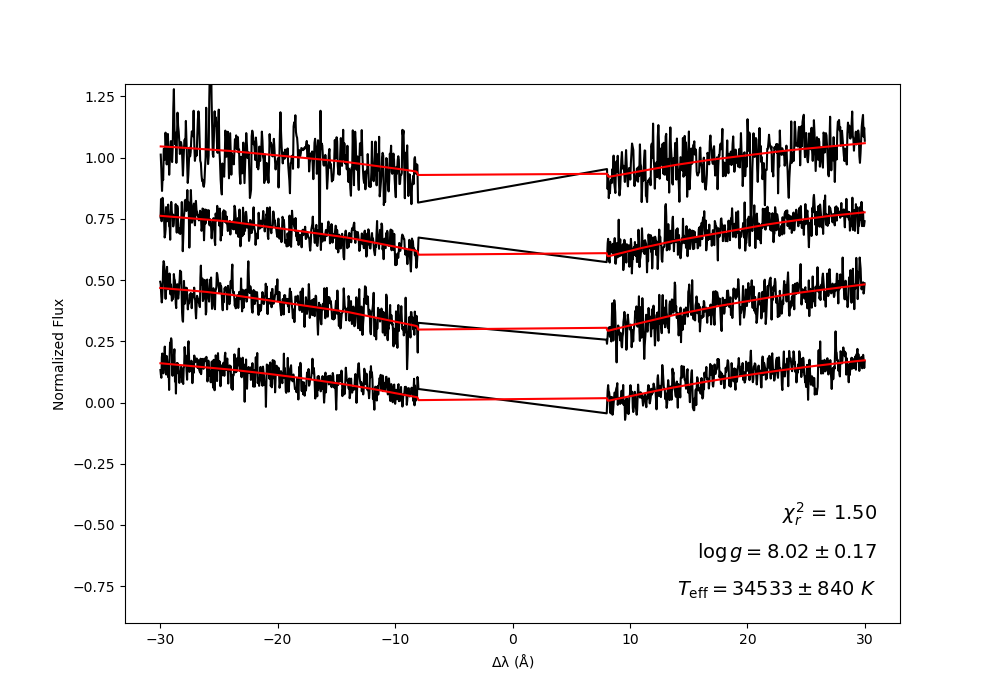 1.25
1.00
0.75
0.50
0.25
0.00
−0.25
−0.50
−0.75
Normalized Flux
χ²ᵣ = 1.50
log g = 8.02 ± 0.17
T_eff = 34533 ± 840 K
−30 −20 −10 0 10 20 30
Δλ (Å)